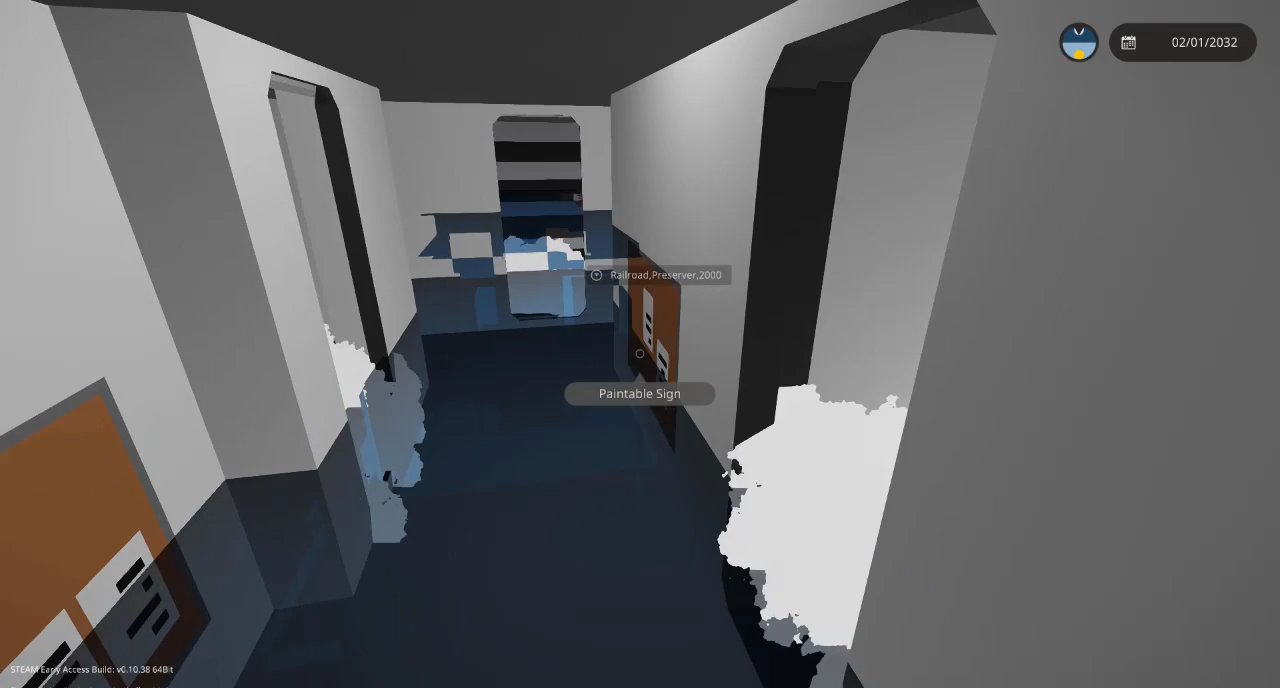 02/01/2032
Railroad,Preserver,2000
Paintable Sign
STEAM Early Access Build: v0.10.38 64Bit